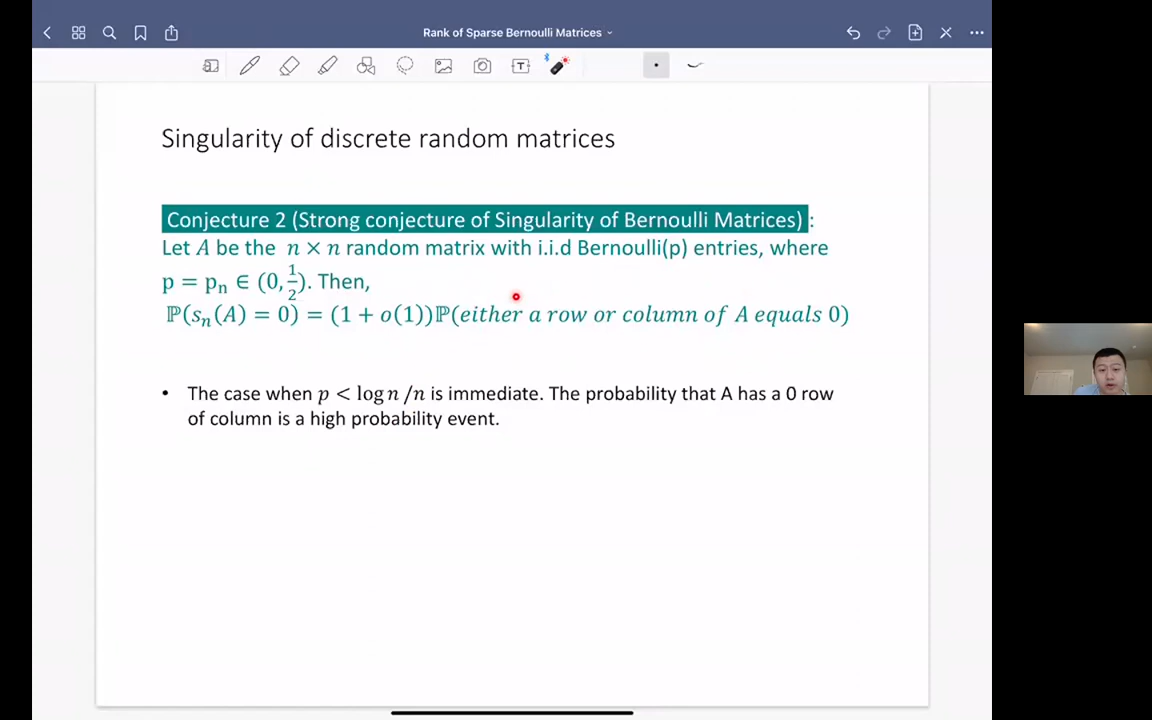 Rank of Sparse Bernoulli Matrices
T
Singularity of discrete random matrices
Conjecture 2 (Strong conjecture of Singularity of Bernoulli Matrices) :
Let A be the n × n random matrix with i.i.d Bernoulli(p) entries, where
p = pₙ ∈ (0, 1/2). Then,
ℙ(sₙ(A) = 0) = (1 + o(1))ℙ(either a row or column of A equals 0)
• The case when p < log n /n is immediate. The probability that A has a 0 row
of column is a high probability event.